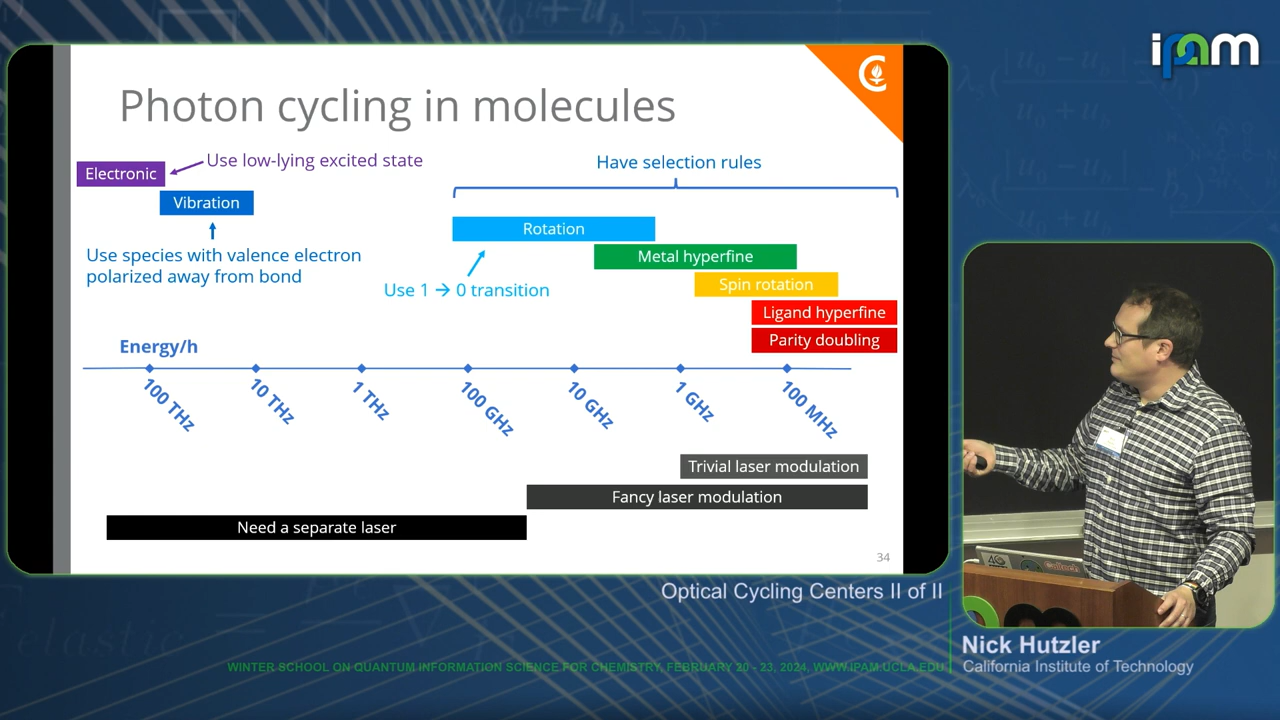 ipam
Photon cycling in molecules
Use low-lying excited state
Electronic
Have selection rules
Vibration
Rotation
Use species with valence electron
polarized away from bond
Metal hyperfine
Spin rotation
Use 1 → 0 transition
Ligand hyperfine
Parity doubling
Energy/h
100 THz
10 THz
1 THz
100 GHz
10 GHz
1 GHz
100 MHz
Trivial laser modulation
Fancy laser modulation
Need a separate laser
34
Optical Cycling Centers II of II
Nick Hutzler
California Institute of Technology
WINTER SCHOOL ON QUANTUM INFORMATION SCIENCE FOR CHEMISTRY, FEBRUARY 20 - 23, 2024, WWW.IPAM.UCLA.EDU
elastic